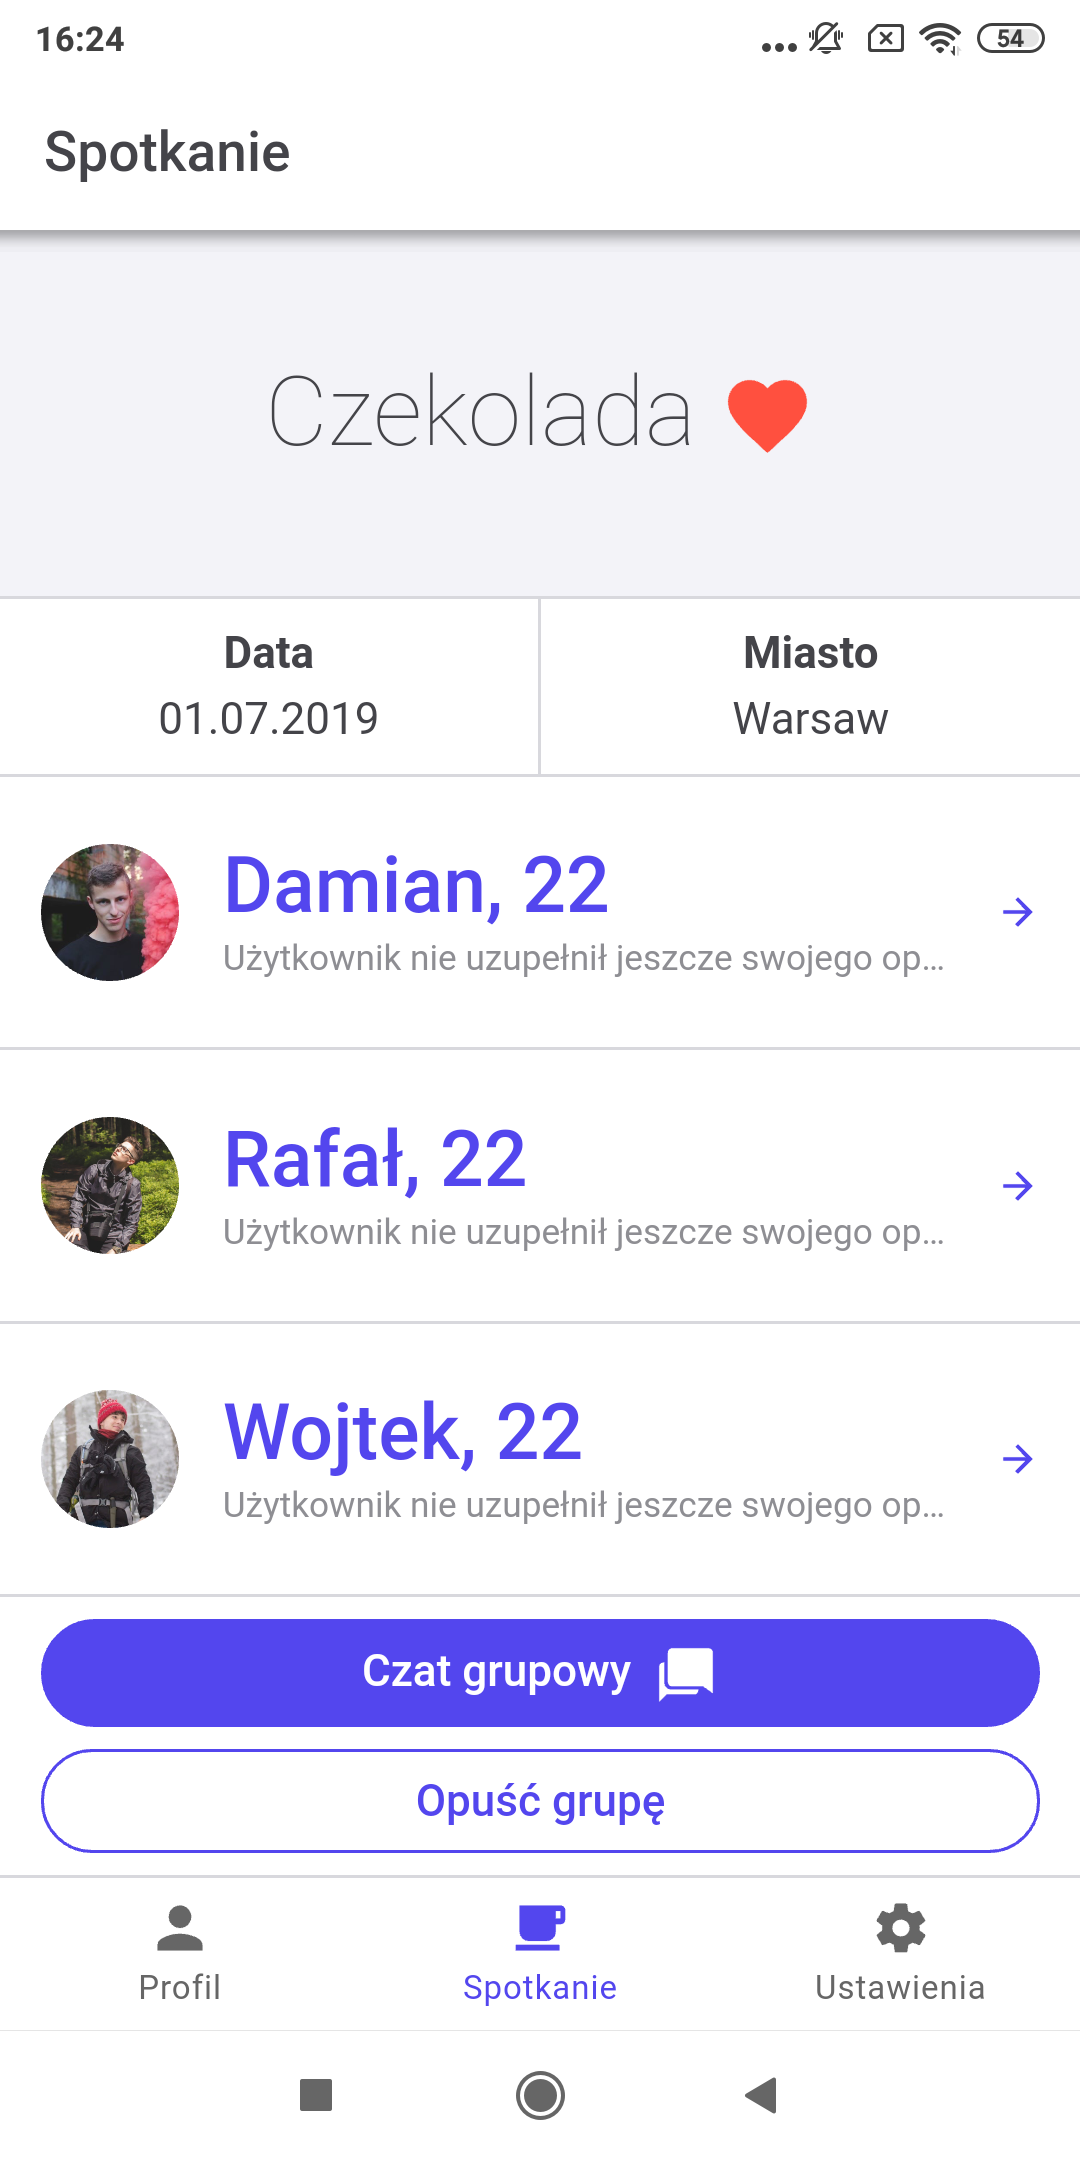 16:24
54
Spotkanie
Czekolada
Data
01.07.2019
Miasto
Warsaw
Damian, 22
Użytkownik nie uzupełnił jeszcze swojego op...
Rafał, 22
Użytkownik nie uzupełnił jeszcze swojego op...
Wojtek, 22
Użytkownik nie uzupełnił jeszcze swojego op...
Czat grupowy
Opuść grupę
Profil
Spotkanie
Ustawienia